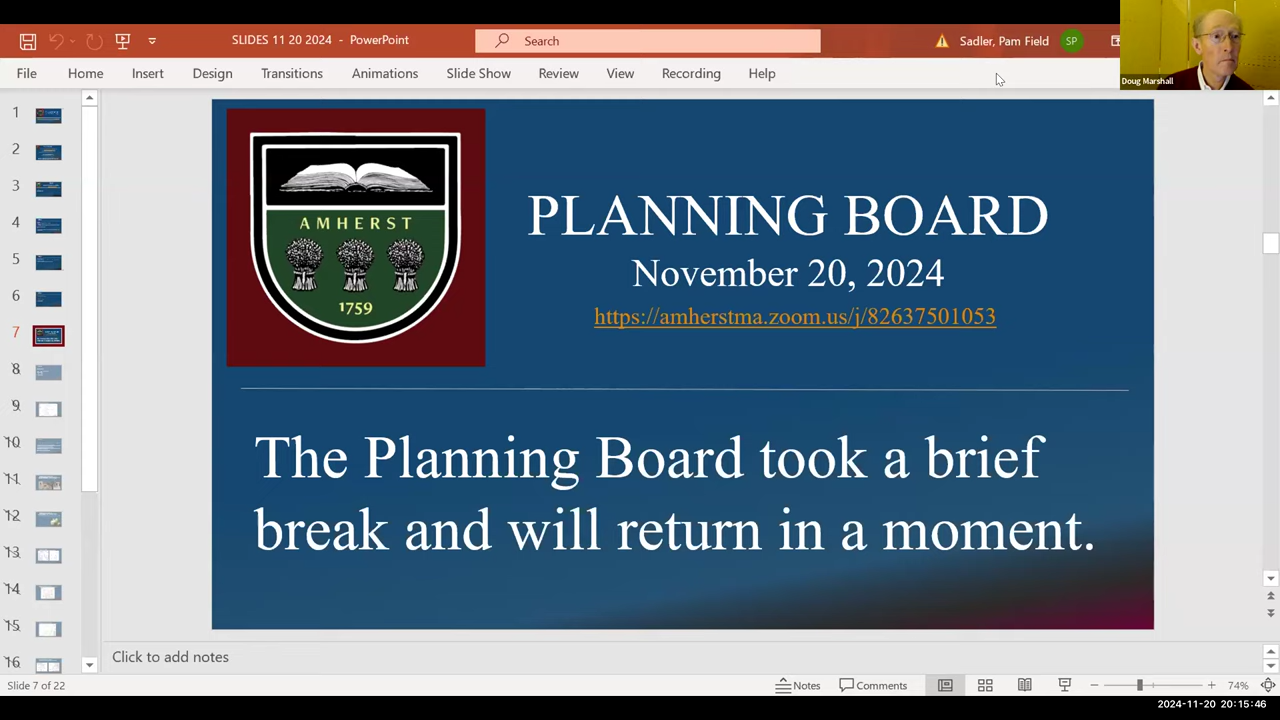 SLIDES 11 20 2024 - PowerPoint
Search
Sadler, Pam Field
SP
Doug Marshall
File Home Insert Design Transitions Animations Slide Show Review View Recording Help
1
2
3
4
5
6
7
8
9
10
11
12
13
14
15
16
AMHERST
1759
PLANNING BOARD
November 20, 2024
https://amherstma.zoom.us/j/82637501053
The Planning Board took a brief
break and will return in a moment.
Click to add notes
Slide 7 of 22
Notes
Comments
74%
2024-11-20 20:15:46